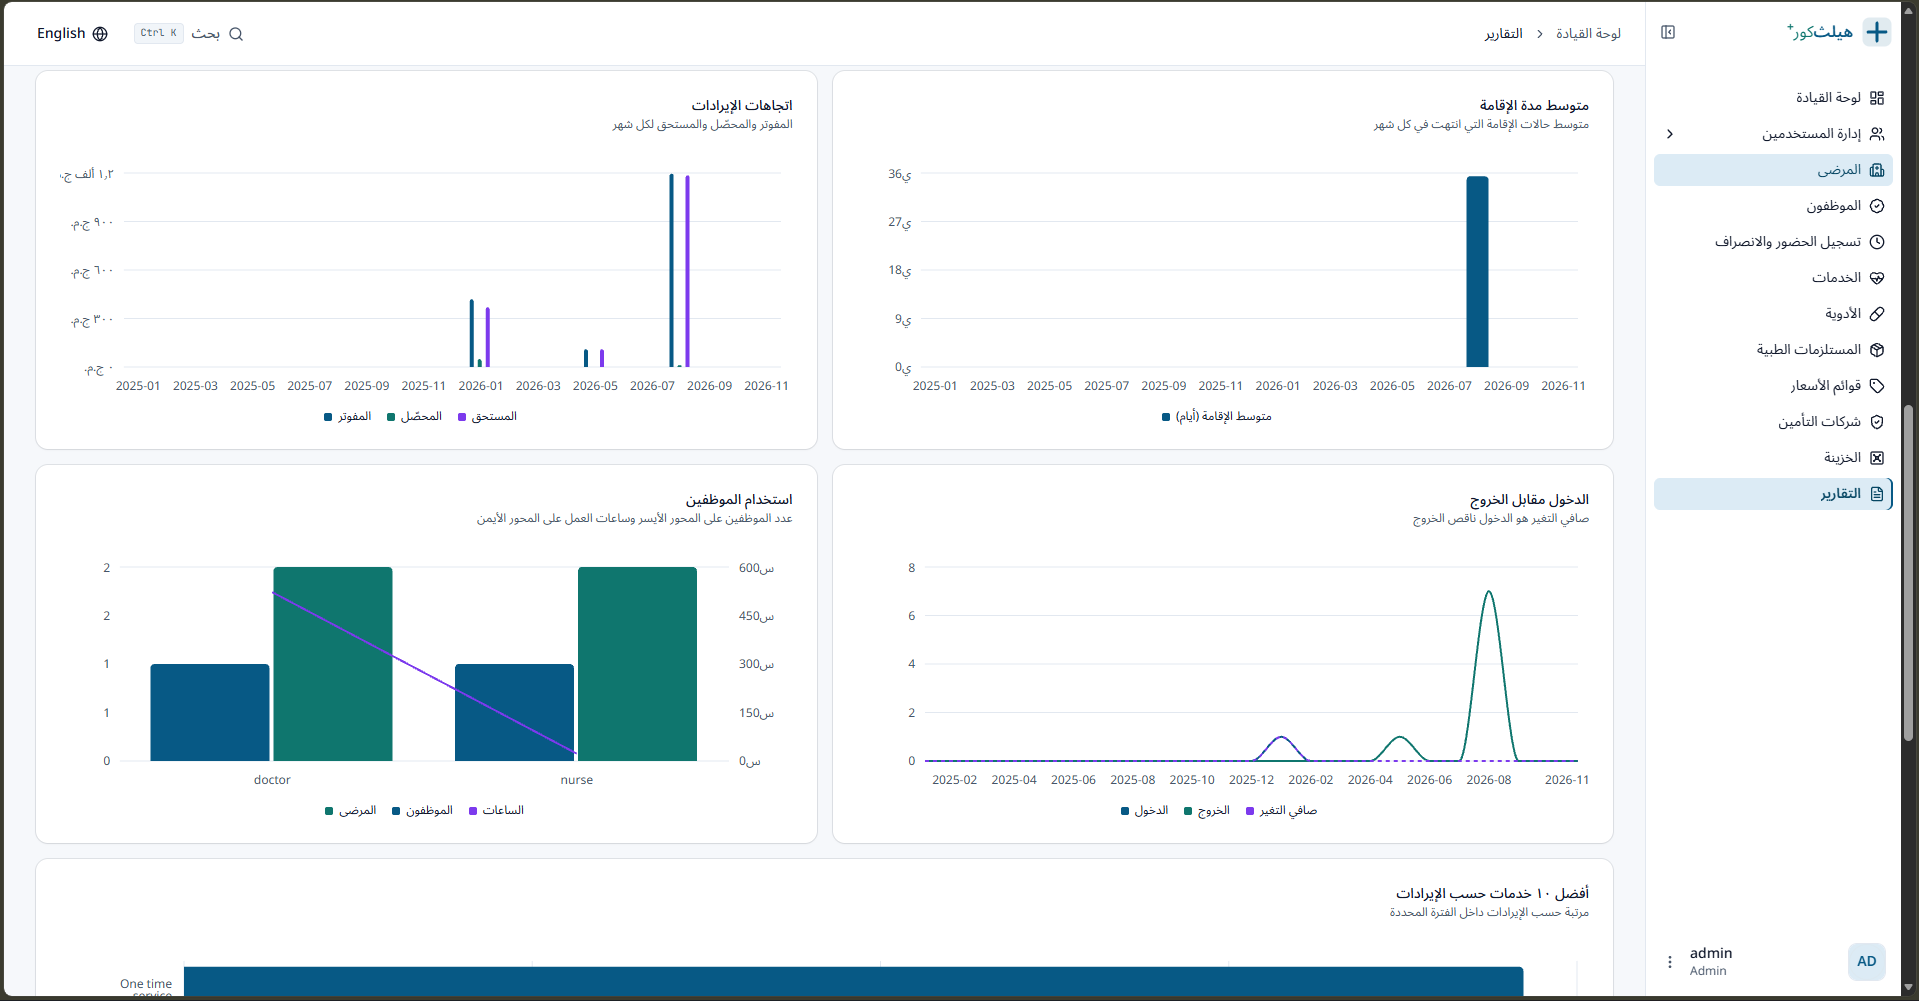 هيلثكور+
لوحة القيادة
إدارة المستخدمين
المرضى
الموظفون
تسجيل الحضور والانصراف
الخدمات
الأدوية
المستلزمات الطبية
قوائم الأسعار
شركات التأمين
الخزينة
التقارير
AD
admin
Admin
لوحة القيادة
التقارير
بحث
Ctrl K
English
متوسط مدة الإقامة
متوسط حالات الإقامة التي انتهت في كل شهر
36ي
27ي
18ي
9ي
0ي
2025-01 2025-03 2025-05 2025-07 2025-09 2025-11 2026-01 2026-03 2026-05 2026-07 2026-09 2026-11
متوسط الإقامة (أيام)
اتجاهات الإيرادات
المفوتر والمحصّل والمستحق لكل شهر
١٫٢ ألف ج.
٩٠٠ ج.م.
٦٠٠ ج.م.
٣٠٠ ج.م.
٠ ج.م.
2025-01 2025-03 2025-05 2025-07 2025-09 2025-11 2026-01 2026-03 2026-05 2026-07 2026-09 2026-11
المفوتر
المحصّل
المستحق
الدخول مقابل الخروج
صافي التغير هو الدخول ناقص الخروج
8
6
4
2
0
2025-02 2025-04 2025-06 2025-08 2025-10 2025-12 2026-02 2026-04 2026-06 2026-08 2026-11
الدخول
الخروج
صافي التغير
استخدام الموظفين
عدد الموظفين على المحور الأيسر وساعات العمل على المحور الأيمن
2
2
1
1
0
600س
450س
300س
150س
0س
doctor nurse
المرضى
الموظفون
الساعات
أفضل ١٠ خدمات حسب الإيرادات
مرتبة حسب الإيرادات داخل الفترة المحددة
One time
service